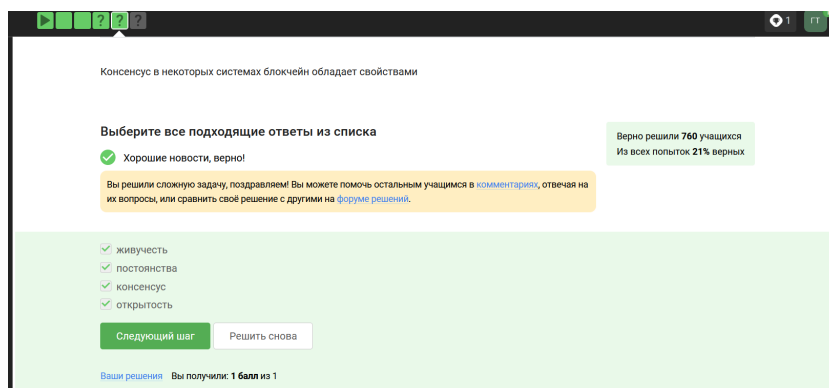 ? ? ?
1
ГТ
Консенсус в некоторых системах блокчейн обладает свойствами
Выберите все подходящие ответы из списка
Верно решили 760 учащихся
Из всех попыток 21% верных
Хорошие новости, верно!
Вы решили сложную задачу, поздравляем! Вы можете помочь остальным учащимся в комментариях, отвечая на
их вопросы, или сравнить своё решение с другими на форуме решений.
живучесть
постоянства
консенсус
открытость
Следующий шаг
Решить снова
Ваши решения Вы получили: 1 балл из 1